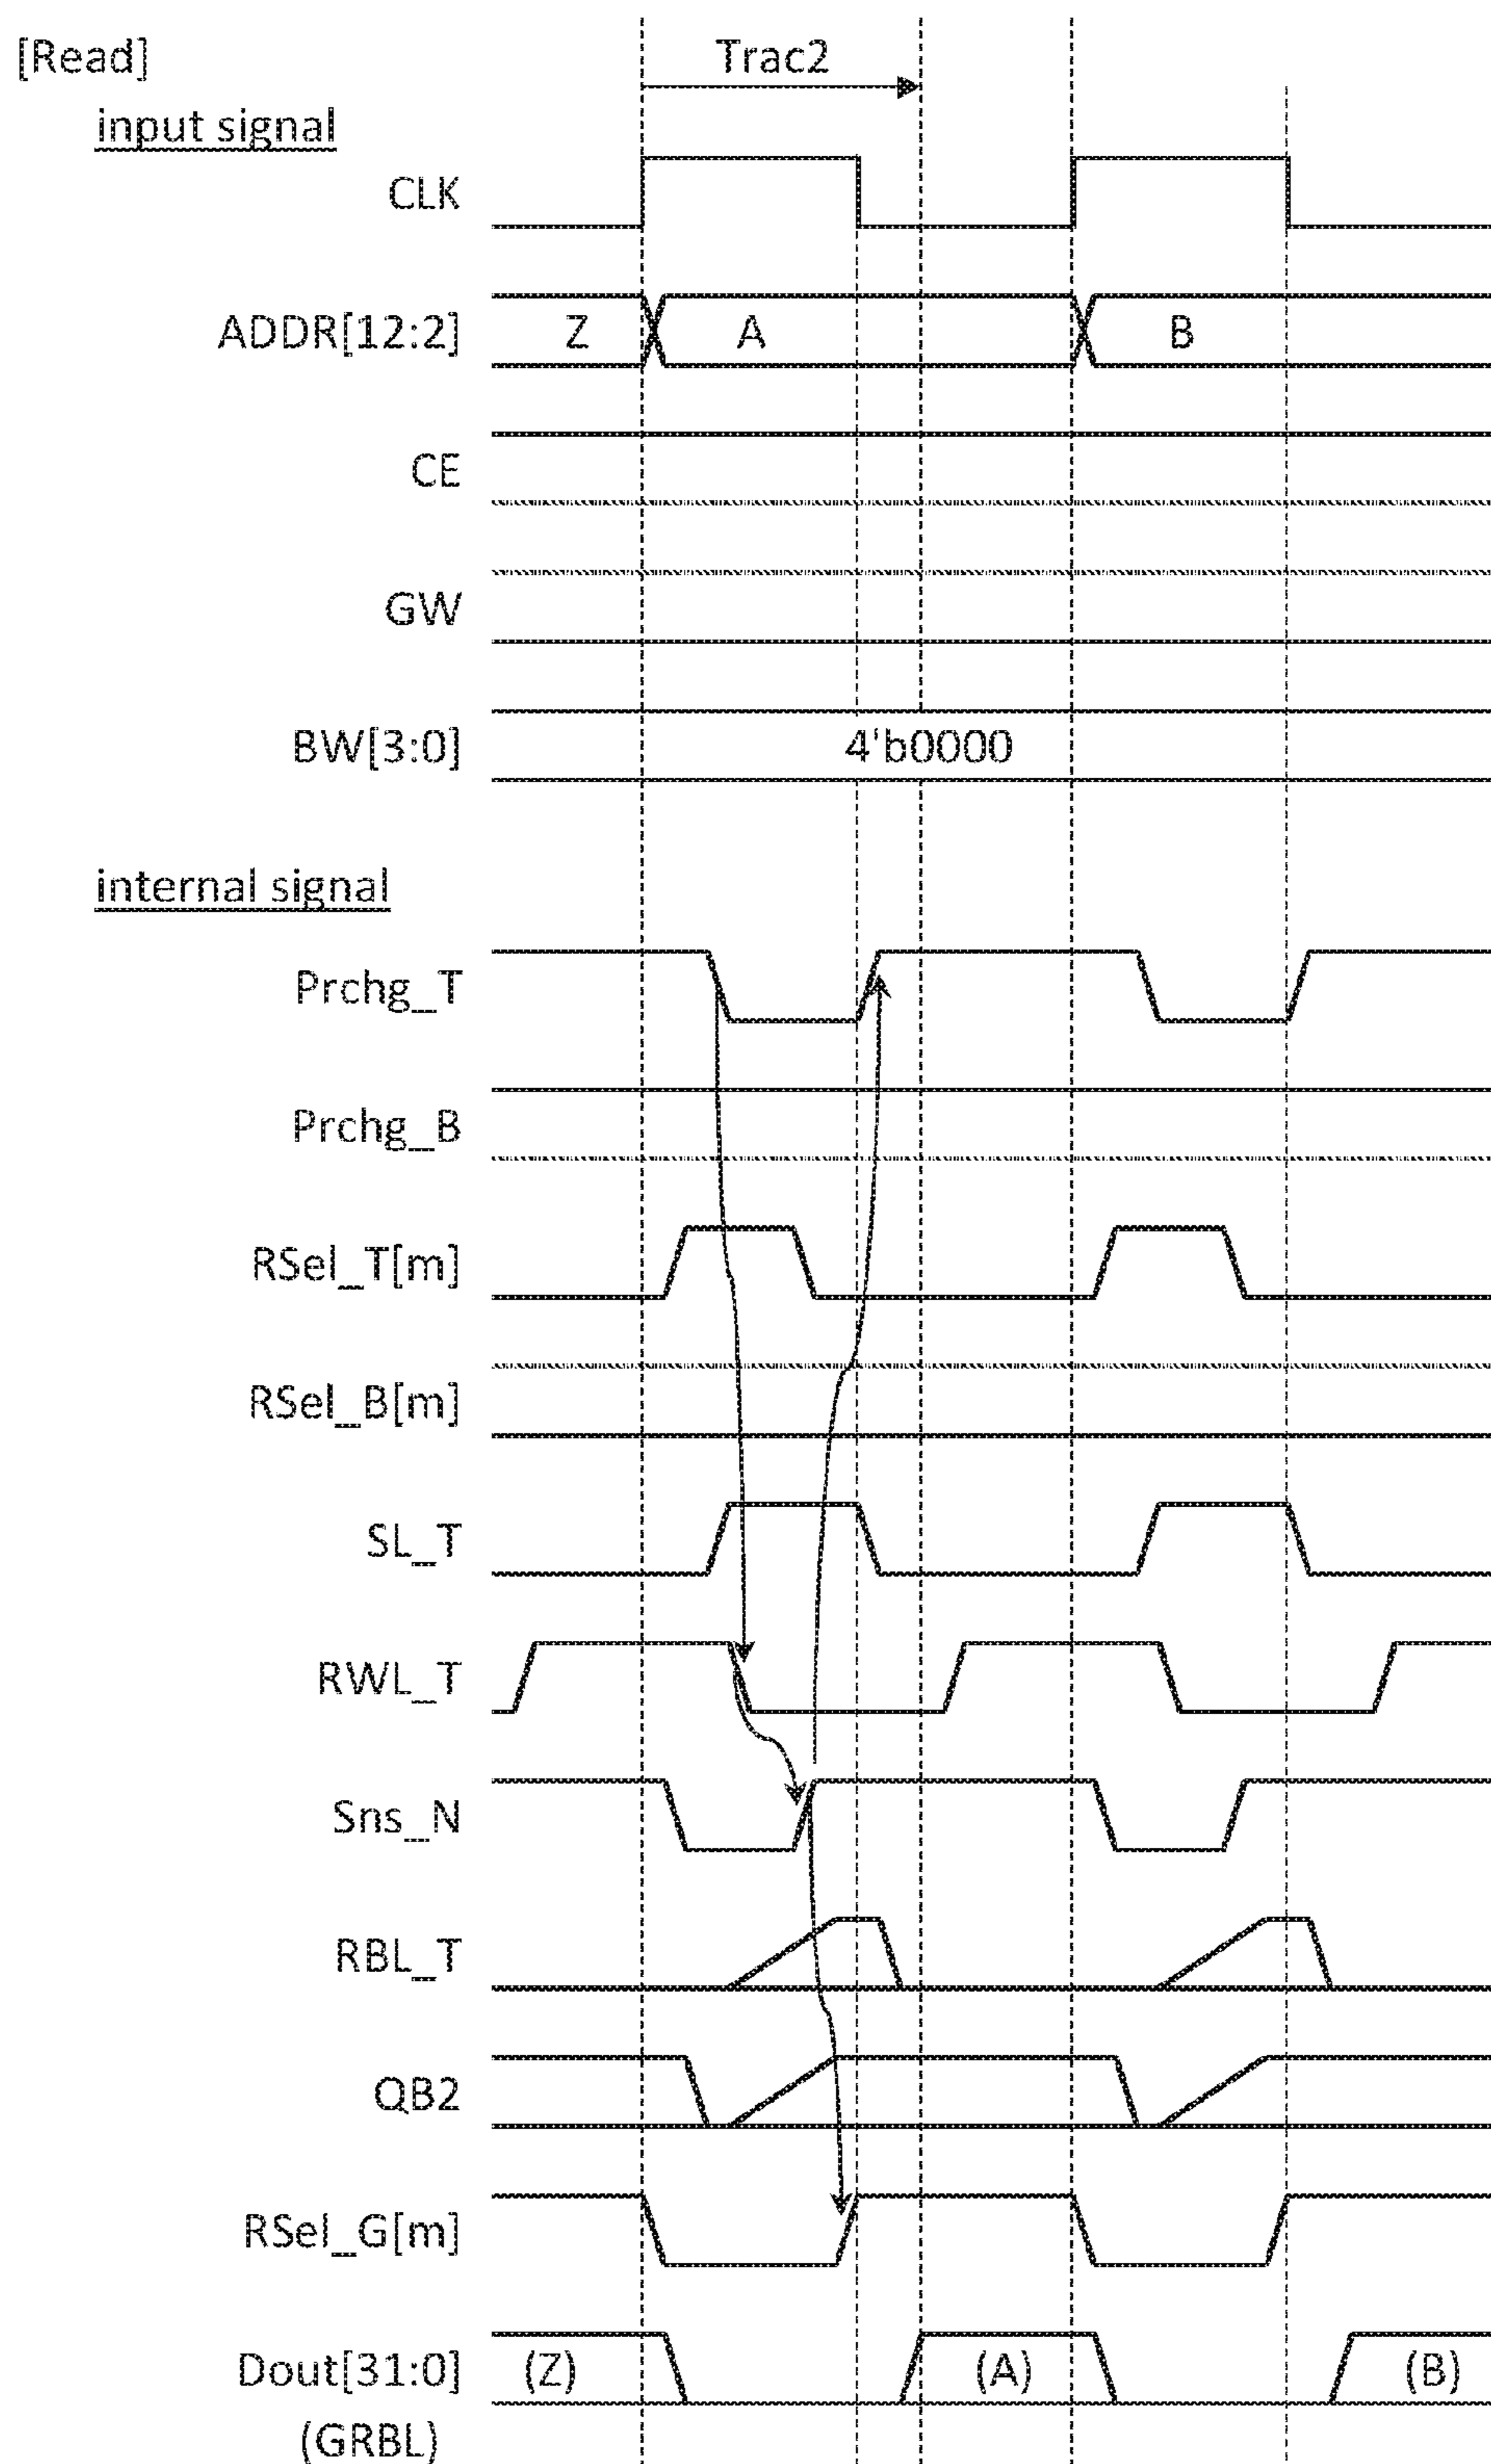 [Read]
Trac2
input signal
CLK
ADDR[12:2] Z A B
CE
GW
BW[3:0] 4'b0000
internal signal
Prchg_T
Prchg_B
RSel_T[m]
RSel_B[m]
SL_T
RWL_T
Sns_N
RBL_T
QB2
RSel_G[m]
Dout[31:0] (Z) (A) (B)
(GRBL)